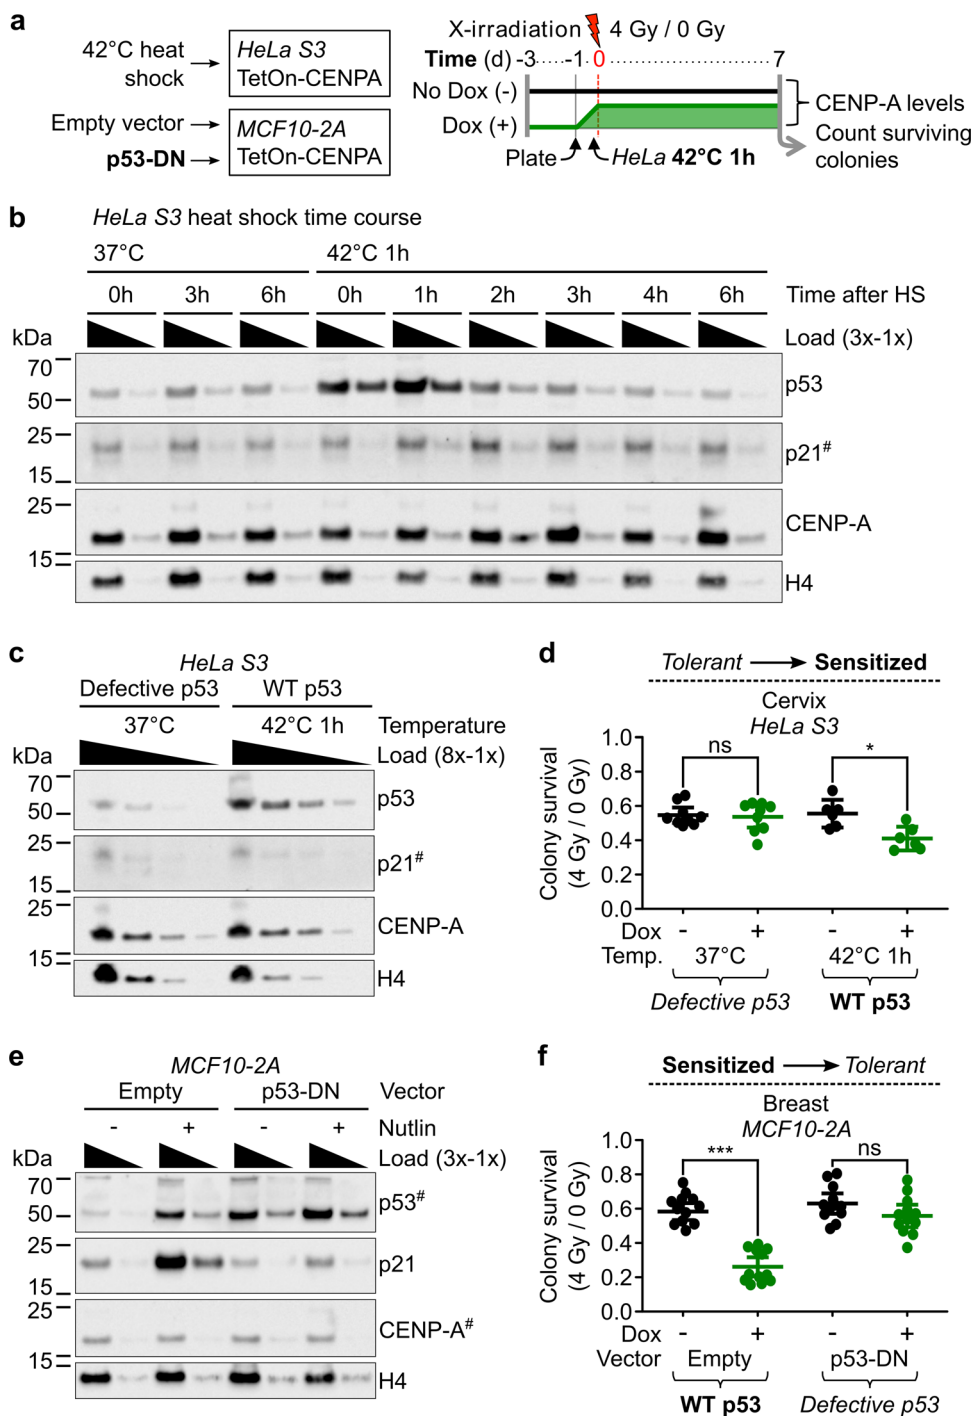 a
42°C heat shock
HeLa S3
TetOn-CENPA
Empty vector
p53-DN
MCF10-2A
TetOn-CENPA
X-irradiation 4 Gy / 0 Gy
Time (d) -3 -1 0 7
No Dox (-)
Dox (+)
CENP-A levels
Count surviving colonies
Plate
HeLa 42°C 1h
b
HeLa S3 heat shock time course
37°C 42°C 1h
0h 3h 6h 0h 1h 2h 3h 4h 6h Time after HS
kDa Load (3x-1x)
70
50
p53
25
15
p21#
25
15
CENP-A
H4
c
HeLa S3
Defective p53 WT p53
37°C 42°C 1h Temperature
kDa Load (8x-1x)
70
50
p53
25
15
p21#
25
15
CENP-A
H4
d
Tolerant Sensitized
Cervix
HeLa S3
Colony survival
(4 Gy / 0 Gy)
1.0
0.8
0.6
0.4
0.2
0.0
ns *
Dox - + - +
Temp. 37°C 42°C 1h
Defective p53 WT p53
e
MCF10-2A
Empty p53-DN Vector
- + - + Nutlin
kDa Load (3x-1x)
70
50
p53#
25
15
p21
25
15
CENP-A#
H4
f
Sensitized Tolerant
Breast
MCF10-2A
Colony survival
(4 Gy / 0 Gy)
1.0
0.8
0.6
0.4
0.2
0.0
*** ns
Dox - + - +
Vector Empty p53-DN
WT p53 Defective p53